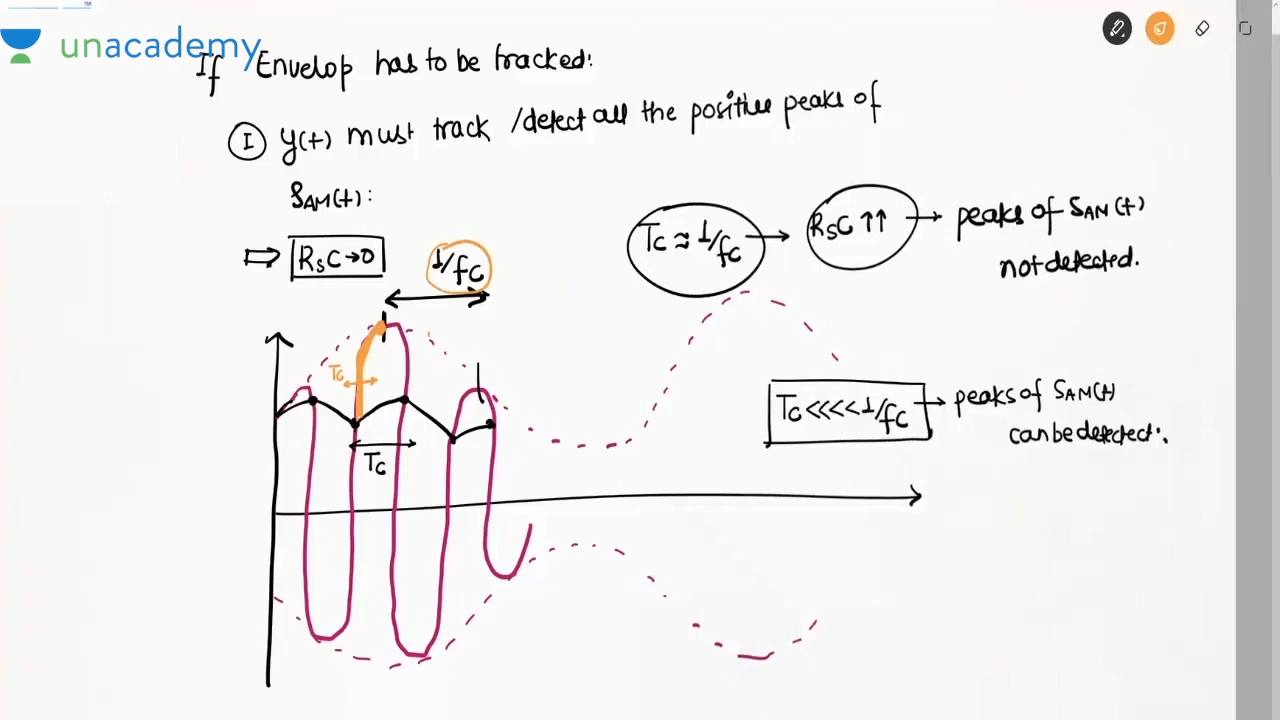 unacademy
If Envelop has to be tracked:
I y(t) must track /detect all the positive peaks of
SAM(t):
⇒ RsC→0
1/fc
Tc ≈ 1/fc → RsC ↑↑ → peaks of SAM(t)
not detected.
Tc
Tc
Tc <<<< 1/fc → peaks of SAM(t)
can be detected.